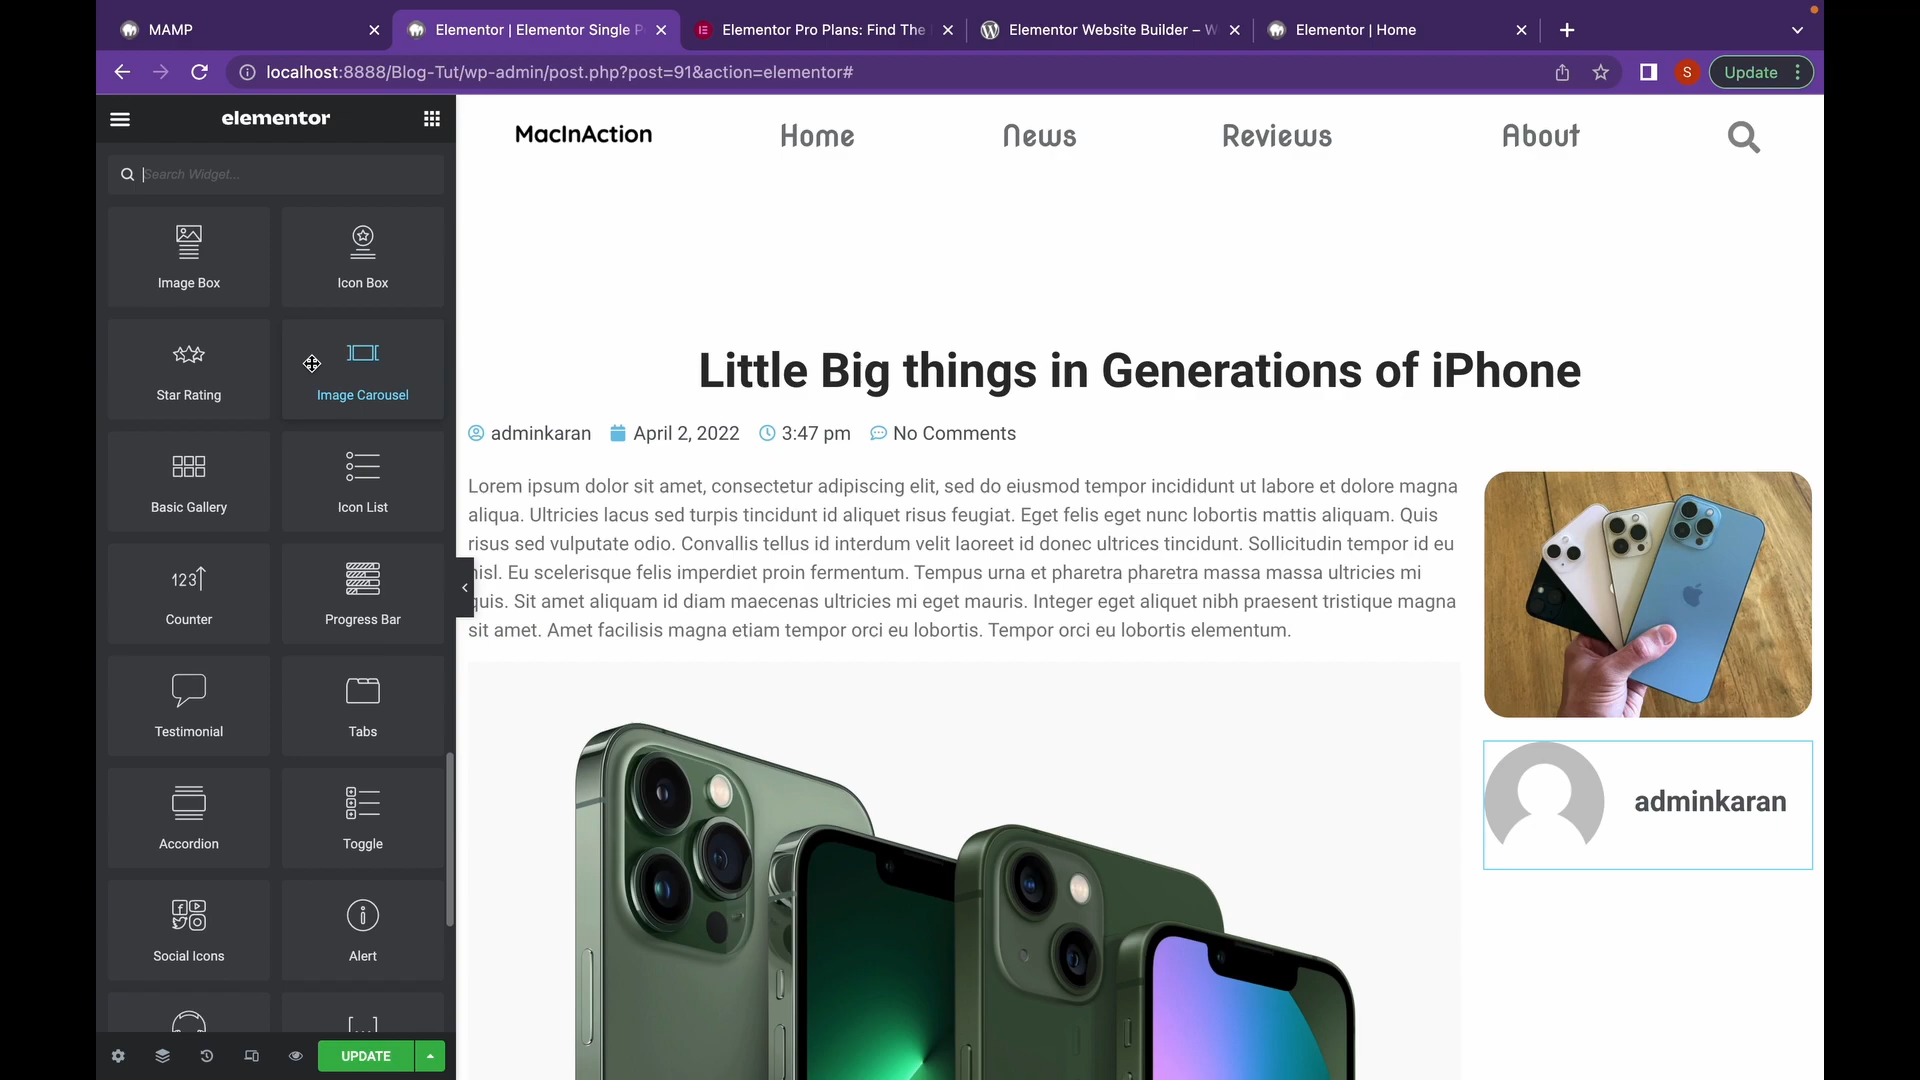 MAMP
Elementor | Elementor Single P
Elementor Pro Plans: Find The
Elementor Website Builder – W
Elementor | Home
localhost:8888/Blog-Tut/wp-admin/post.php?post=91&action=elementor#
S
Update
elementor
Search Widget...
Image Box
Icon Box
Star Rating
Image Carousel
Basic Gallery
Icon List
123
Counter
Progress Bar
Testimonial
Tabs
Accordion
Toggle
Social Icons
Alert
UPDATE
MacInAction
Home
News
Reviews
About
Little Big things in Generations of iPhone
adminkaran
April 2, 2022
3:47 pm
No Comments
Lorem ipsum dolor sit amet, consectetur adipiscing elit, sed do eiusmod tempor incididunt ut labore et dolore magna
aliqua. Ultricies lacus sed turpis tincidunt id aliquet risus feugiat. Eget felis eget nunc lobortis mattis aliquam. Quis
risus sed vulputate odio. Convallis tellus id interdum velit laoreet id donec ultrices tincidunt. Sollicitudin tempor id eu
nisl. Eu scelerisque felis imperdiet proin fermentum. Tempus urna et pharetra pharetra massa massa ultricies mi
quis. Sit amet aliquam id diam maecenas ultricies mi eget mauris. Integer eget aliquet nibh praesent tristique magna
sit amet. Amet facilisis magna etiam tempor orci eu lobortis. Tempor orci eu lobortis elementum.
adminkaran